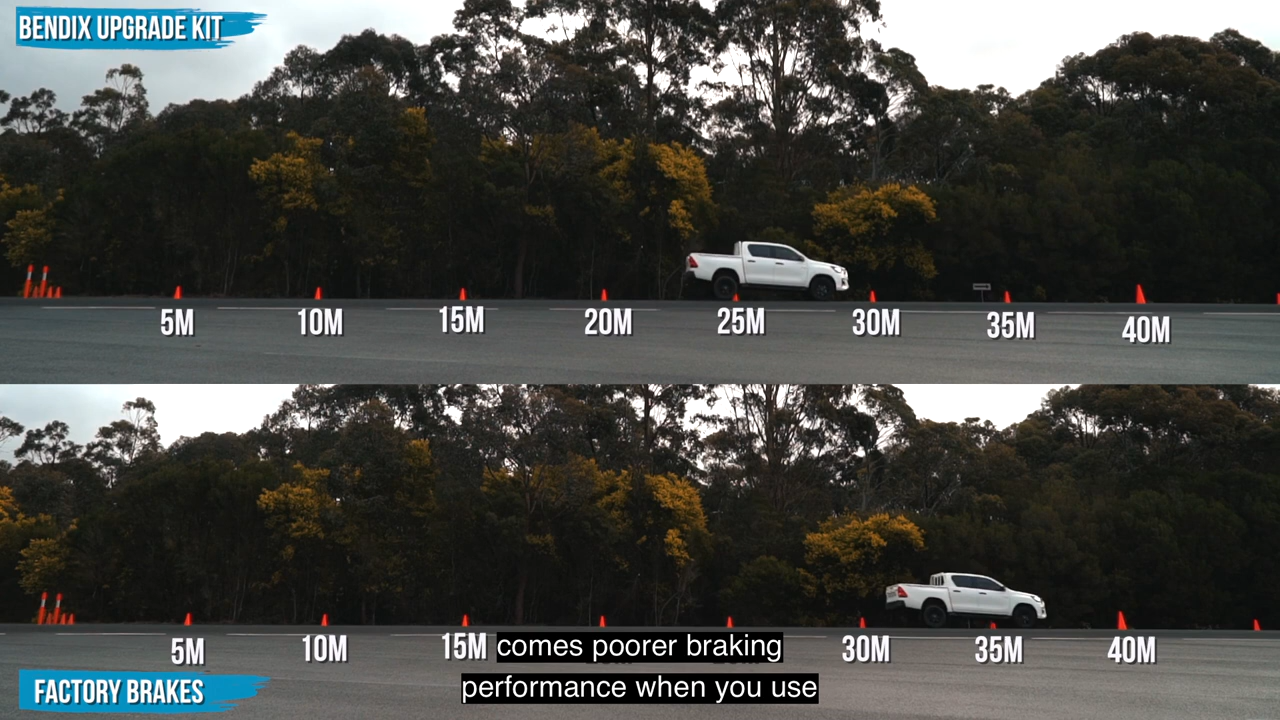 BENDIX UPGRADE KIT
5M 10M 15M 20M 25M 30M 35M 40M
5M 10M 15M 30M 35M 40M
comes poorer braking
performance when you use
FACTORY BRAKES